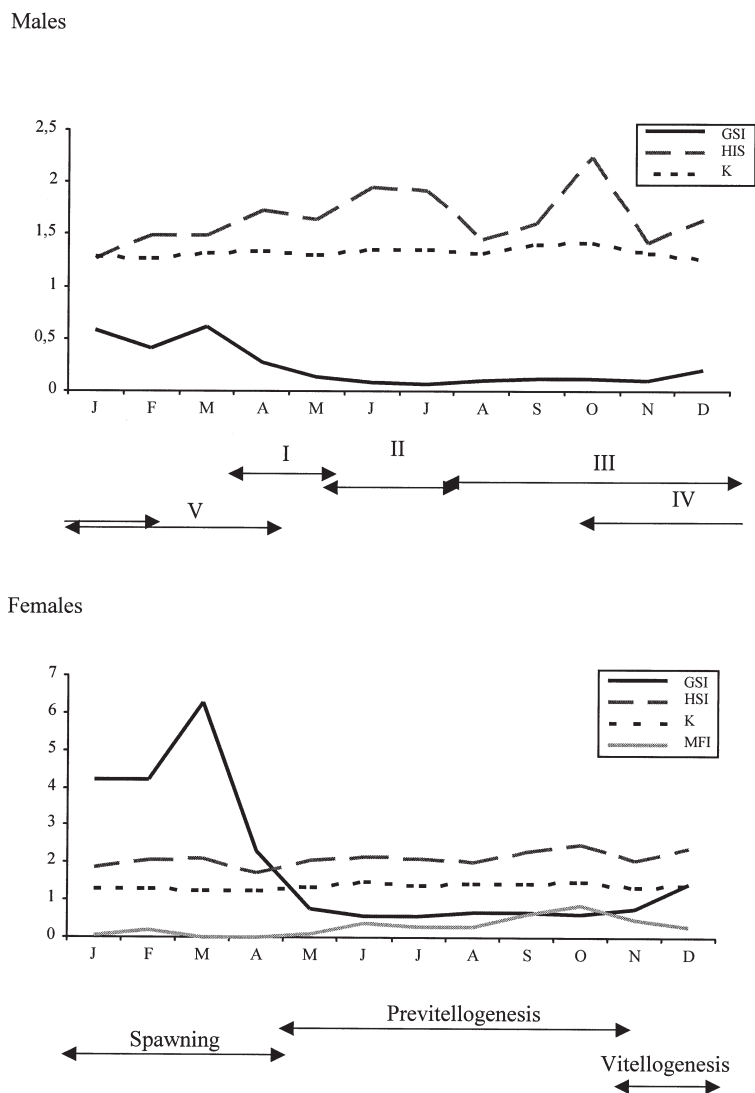 Males
2,5
2
1,5
1
0,5
0
GSI
HIS
K
J F M A M J J A S O N D
I
II
III
IV
V
Females
7
6
5
4
3
2
1
0
GSI
HSI
K
MFI
J F M A M J J A S O N D
Previtellogenesis
Spawning
Vitellogenesis